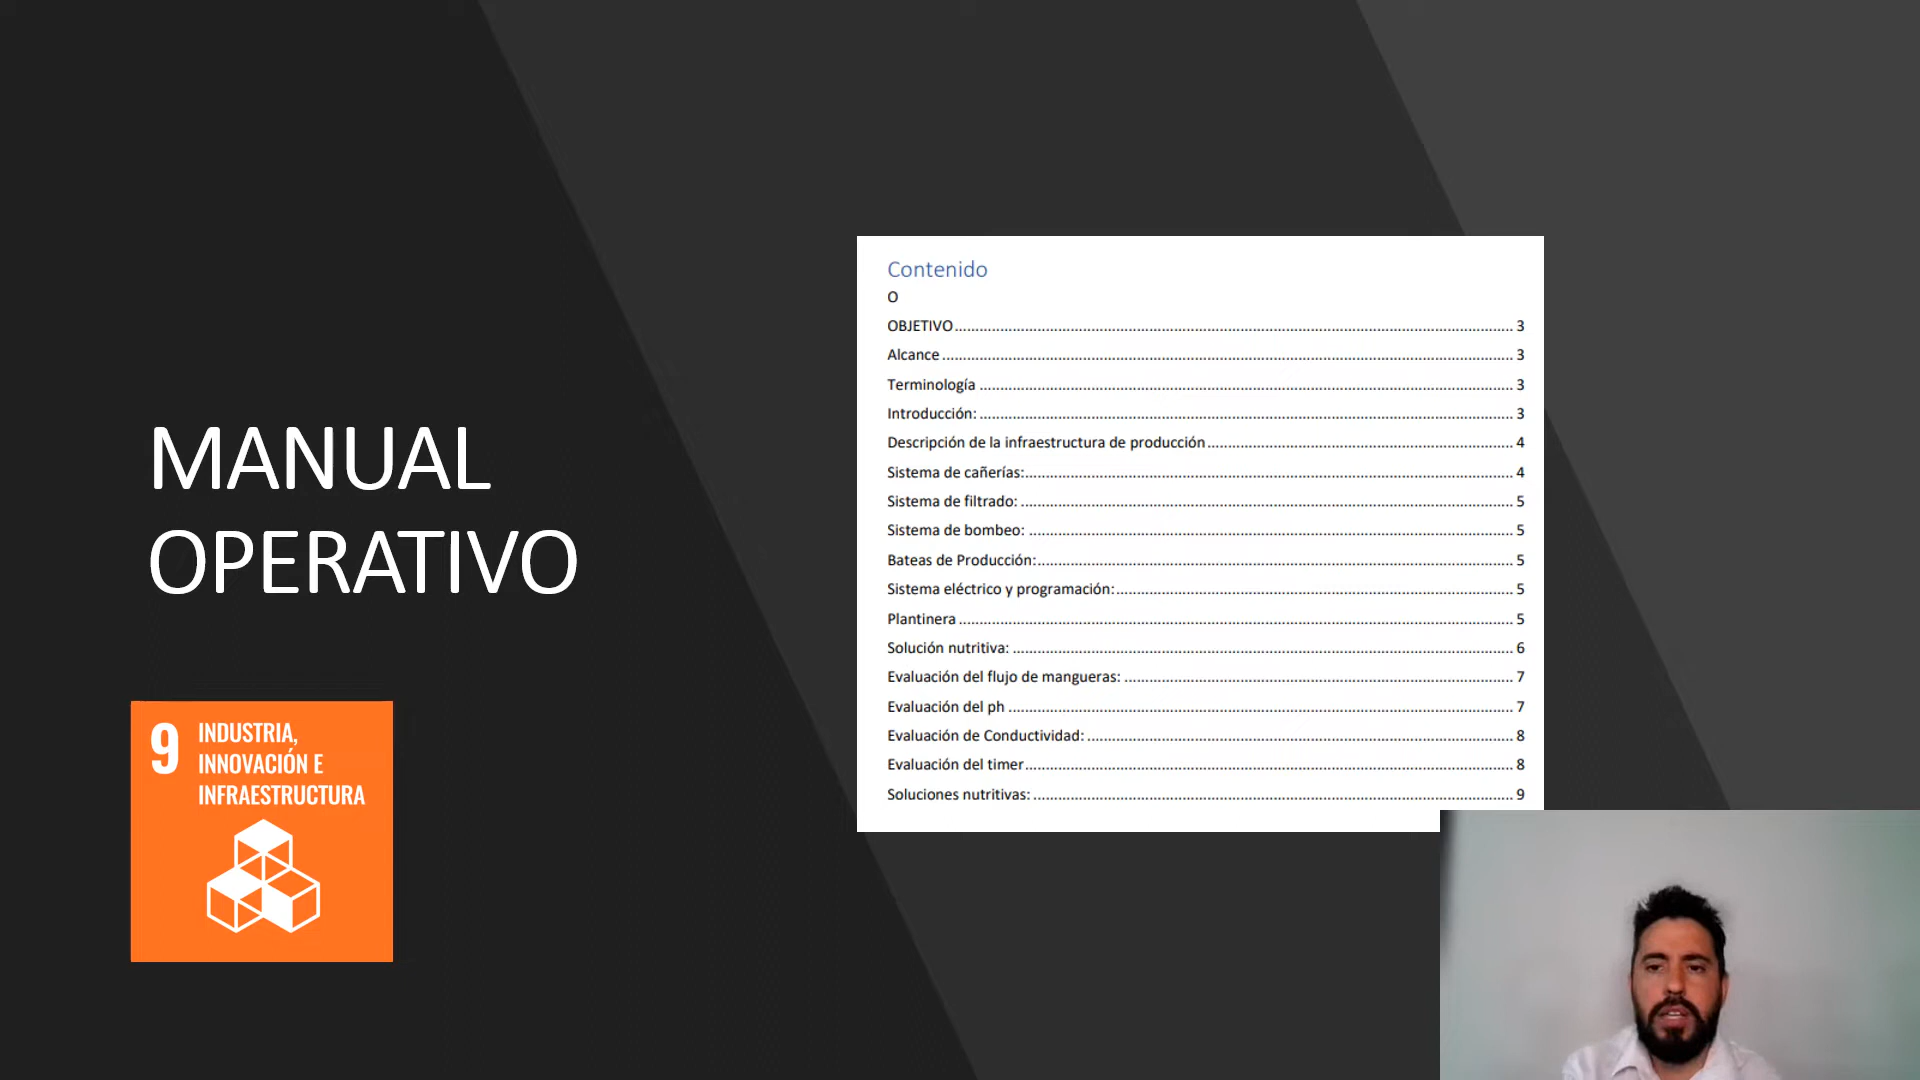 MANUAL
OPERATIVO
9 INDUSTRIA,
INNOVACIÓN E
INFRAESTRUCTURA
Contenido
O
OBJETIVO 3
Alcance 3
Terminología 3
Introducción: 3
Descripción de la infraestructura de producción 4
Sistema de cañerías: 4
Sistema de filtrado: 5
Sistema de bombeo: 5
Bateas de Producción: 5
Sistema eléctrico y programación: 5
Plantinera 5
Solución nutritiva: 6
Evaluación del flujo de mangueras: 7
Evaluación del ph 7
Evaluación de Conductividad: 8
Evaluación del timer 8
Soluciones nutritivas: 9